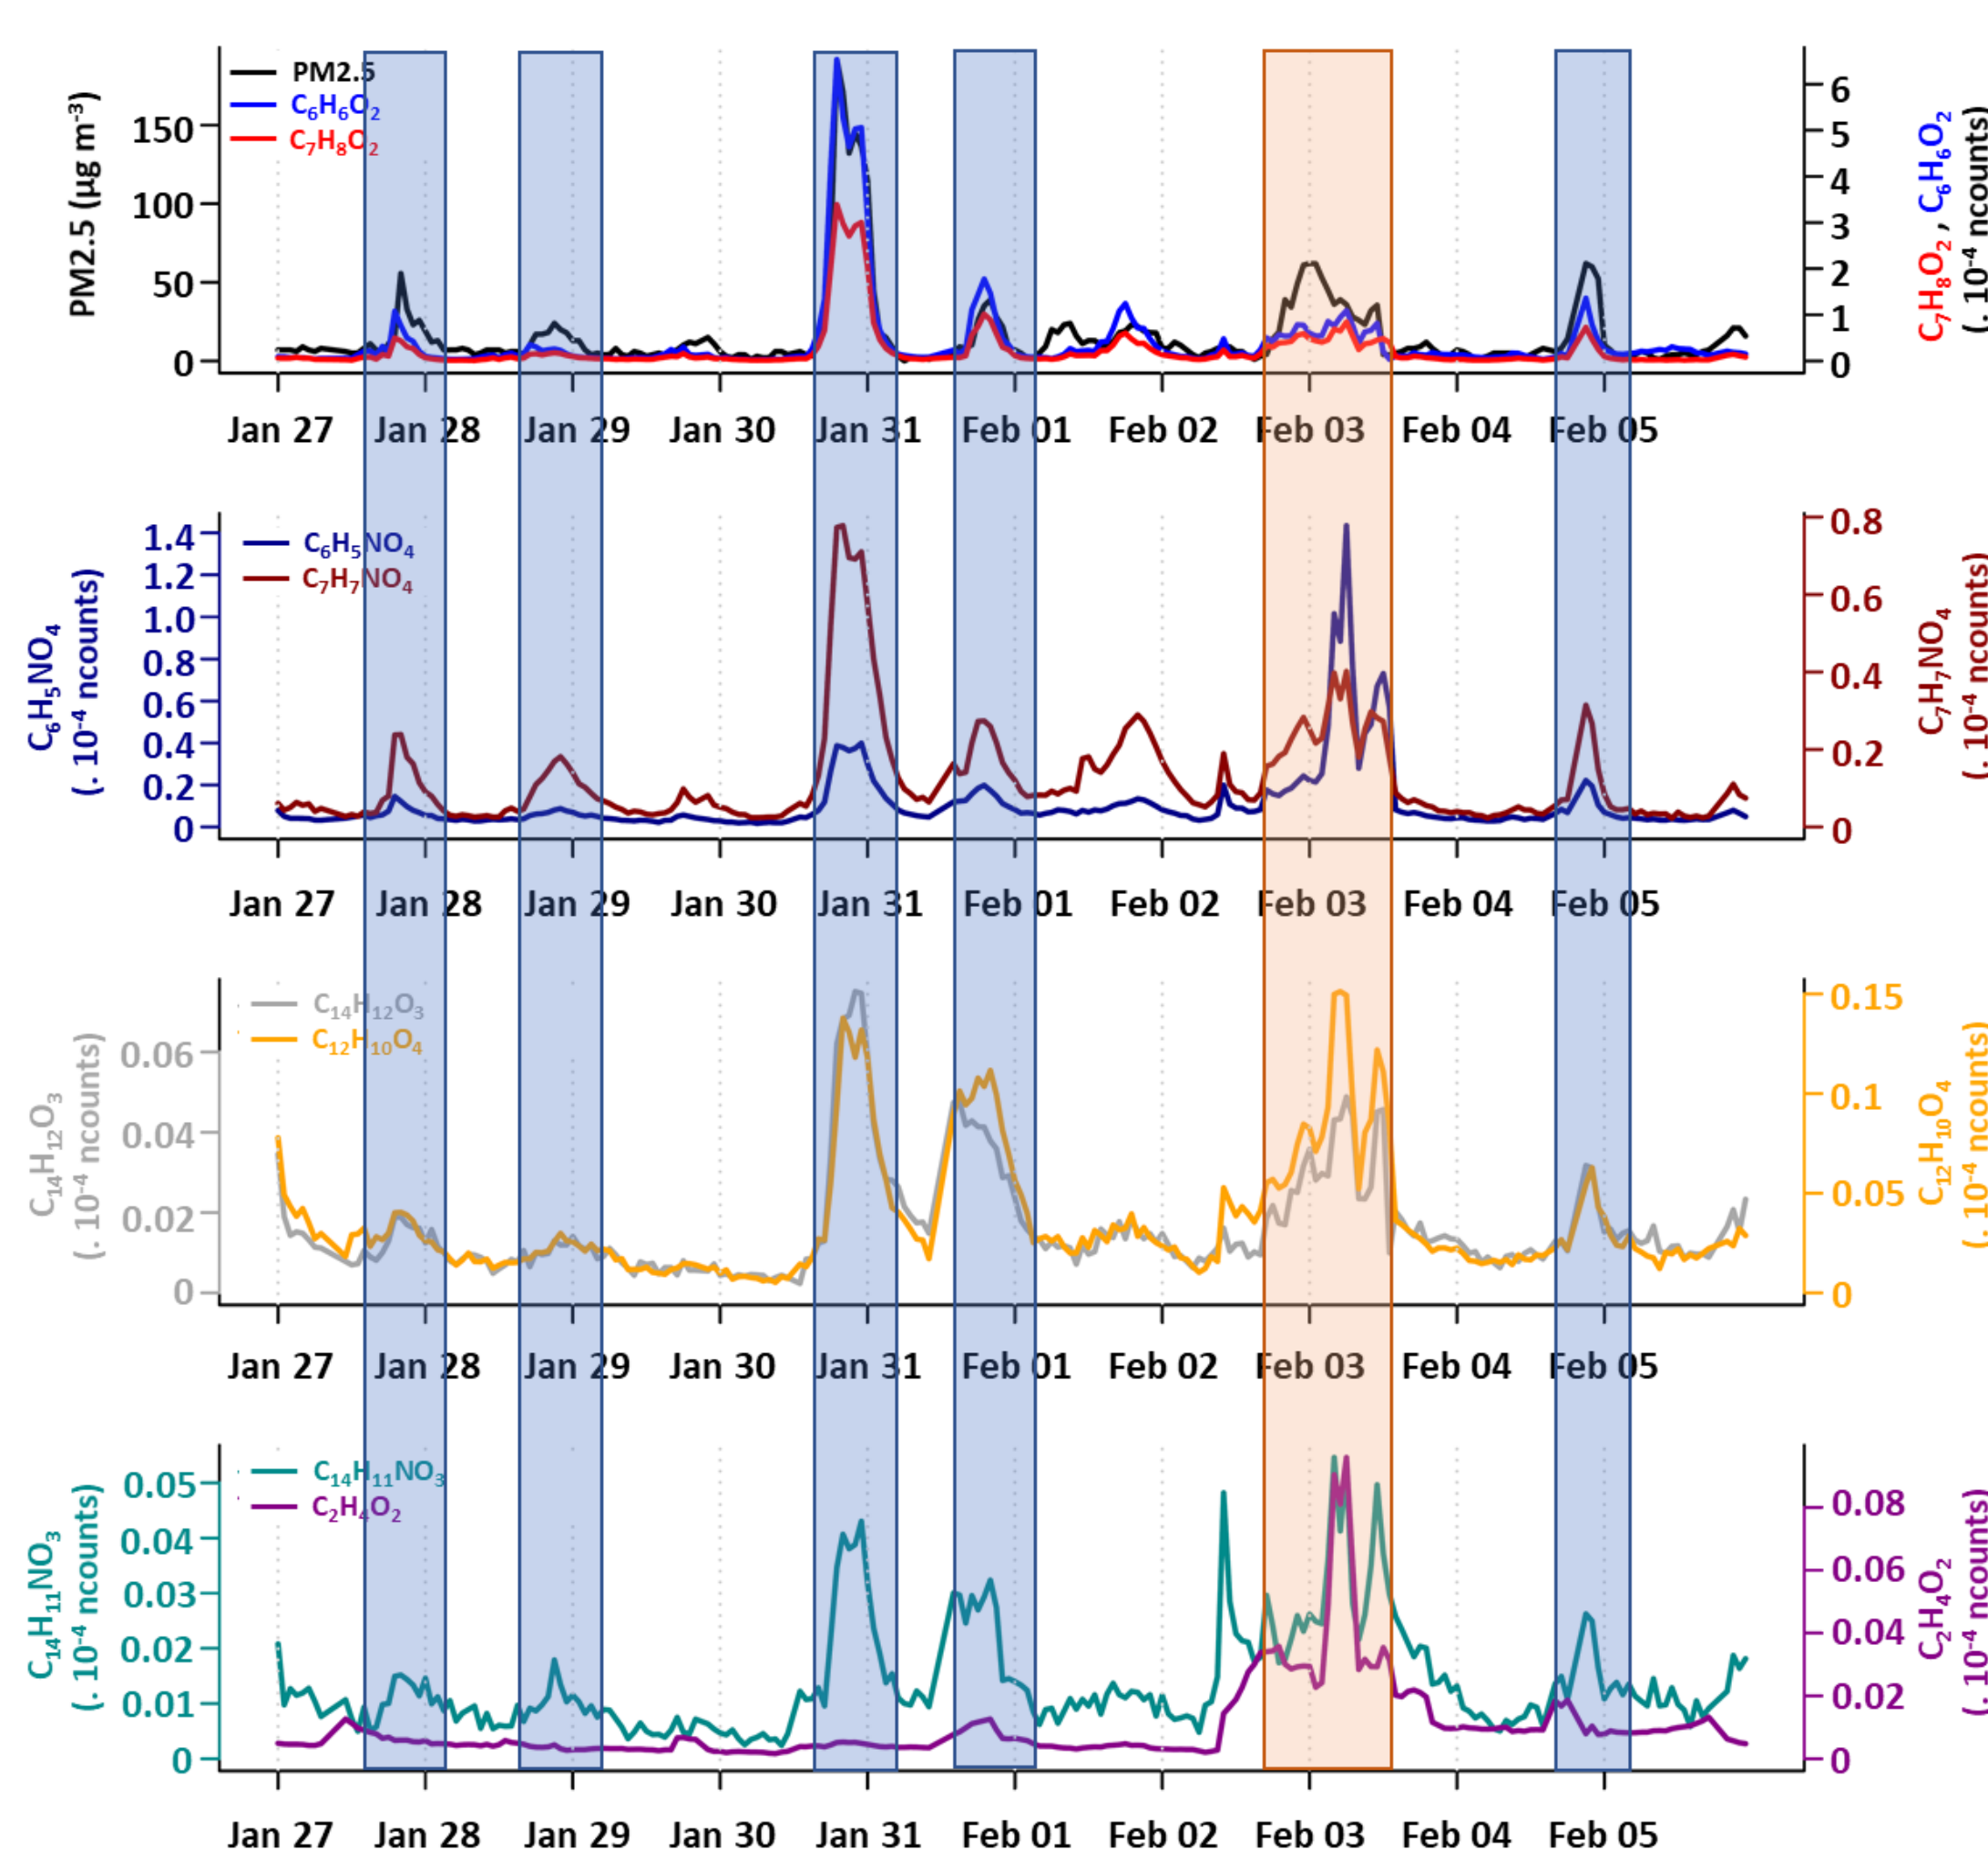 PM2.5
C₆H₆O₂
C₇H₈O₂
PM2.5 (µg m⁻³)
150
100
50
0
6
5
4
3
2
1
0
C₇H₈O₂ , C₆H₆O₂
(. 10⁻⁴ ncounts)
Jan 27 Jan 28 Jan 29 Jan 30 Jan 31 Feb 01 Feb 02 Feb 03 Feb 04 Feb 05
C₆H₅NO₄
C₇H₇NO₄
C₆H₅NO₄
(. 10⁻⁴ ncounts)
1.4
1.2
1.0
0.8
0.6
0.4
0.2
0
0.8
0.6
0.4
0.2
0
C₇H₇NO₄
(. 10⁻⁴ ncounts)
Jan 27 Jan 28 Jan 29 Jan 30 Jan 31 Feb 01 Feb 02 Feb 03 Feb 04 Feb 05
C₁₄H₁₂O₃
C₁₂H₁₀O₄
C₁₄H₁₂O₃
(. 10⁻⁴ ncounts)
0.06
0.04
0.02
0
0.15
0.1
0.05
0
C₁₂H₁₀O₄
(. 10⁻⁴ ncounts)
Jan 27 Jan 28 Jan 29 Jan 30 Jan 31 Feb 01 Feb 02 Feb 03 Feb 04 Feb 05
C₁₄H₁₁NO₃
C₂H₄O₂
C₁₄H₁₁NO₃
(. 10⁻⁴ ncounts)
0.05
0.04
0.03
0.02
0.01
0
0.08
0.06
0.04
0.02
0
C₂H₄O₂
(. 10⁻⁴ ncounts)
Jan 27 Jan 28 Jan 29 Jan 30 Jan 31 Feb 01 Feb 02 Feb 03 Feb 04 Feb 05